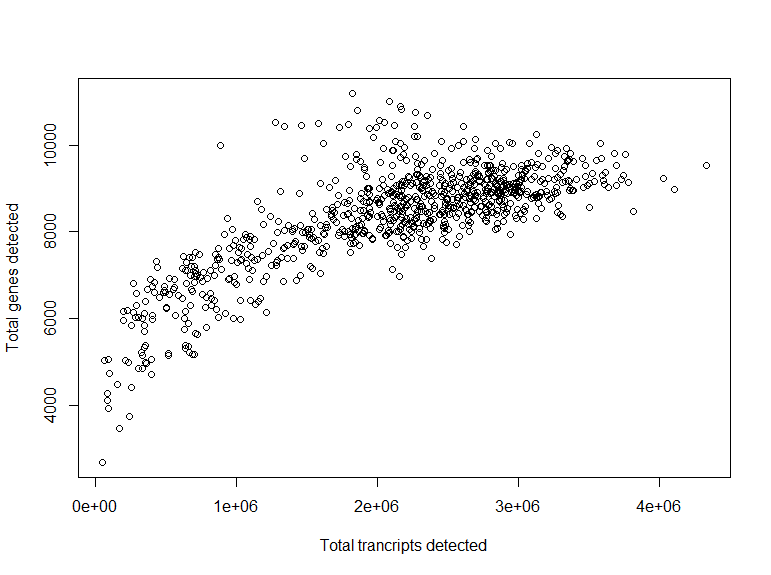 10000
8000
6000
4000
Total genes detected
0e+00 1e+06 2e+06 3e+06 4e+06
Total trancripts detected